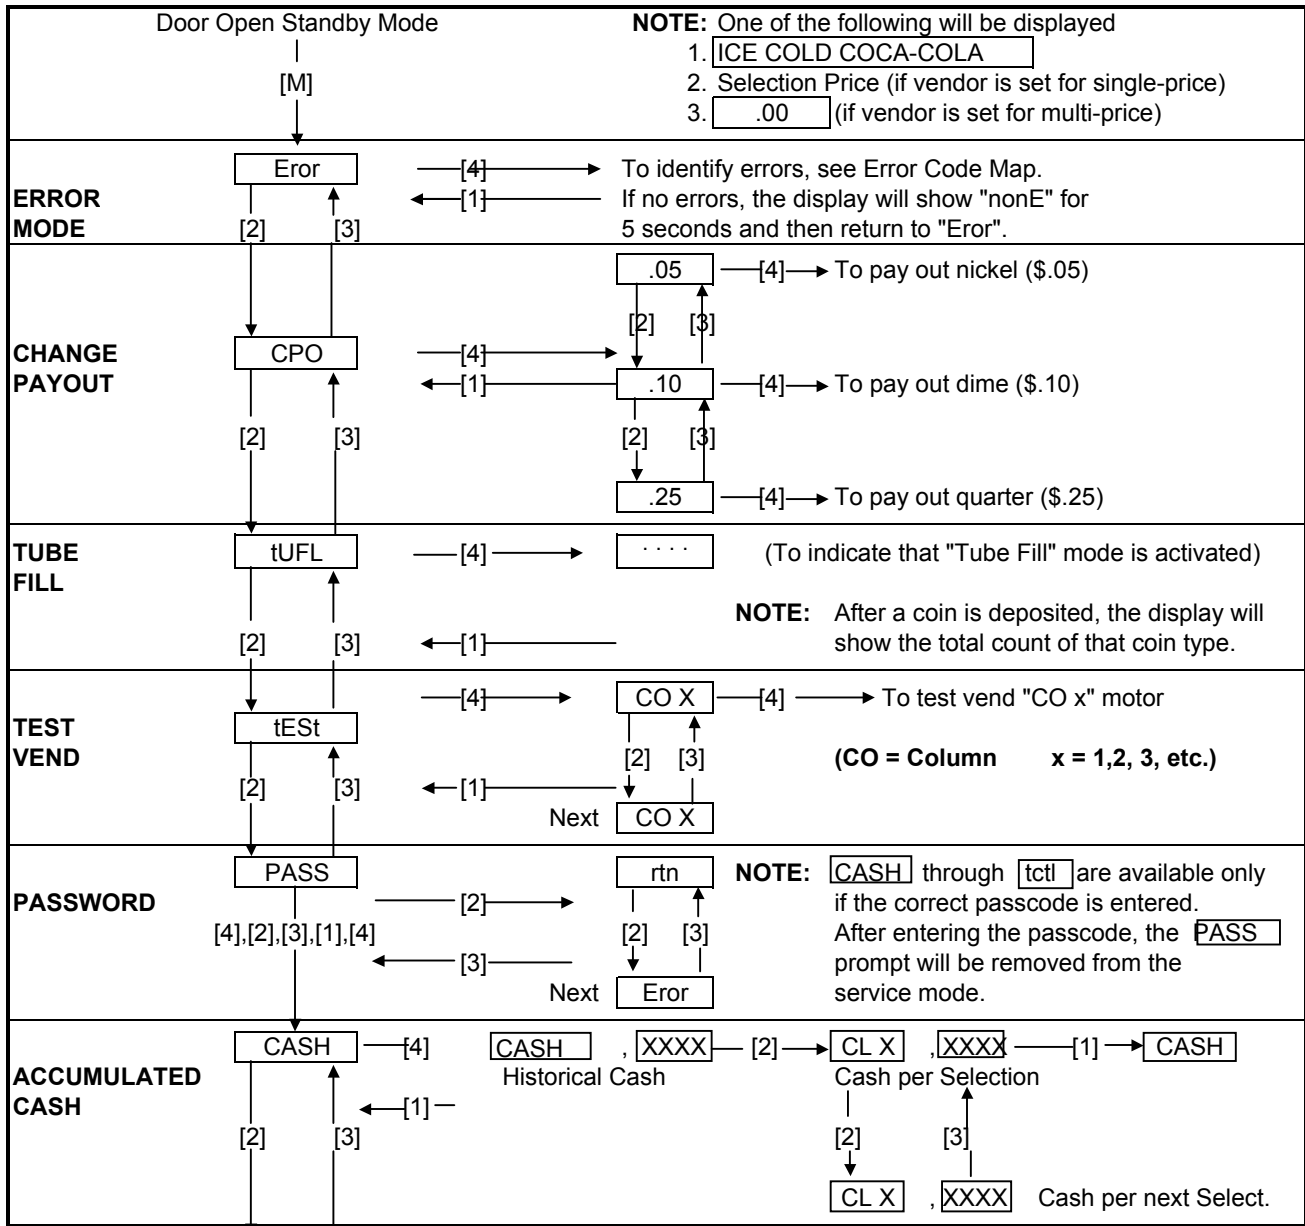 Door Open Standby Mode
NOTE: One of the following will be displayed
1. ICE COLD COCA-COLA
[M]
2. Selection Price (if vendor is set for single-price)
3. .00 (if vendor is set for multi-price)
ERROR
MODE
Eror
[4]
To identify errors, see Error Code Map.
[1]
If no errors, the display will show "nonE" for
5 seconds and then return to "Eror".
[2] [3]
CHANGE
PAYOUT
.05 [4] To pay out nickel ($.05)
[2] [3]
CPO
[4]
[1]
.10 [4] To pay out dime ($.10)
[2] [3]
[2] [3]
.25 [4] To pay out quarter ($.25)
TUBE
FILL
tUFL
[4]
. . . .
(To indicate that "Tube Fill" mode is activated)
NOTE: After a coin is deposited, the display will
show the total count of that coin type.
[2] [3]
[1]
TEST
VEND
tESt
[4]
CO X [4] To test vend "CO x" motor
[2] [3]
(CO = Column x = 1,2, 3, etc.)
[2] [3]
[1]
Next CO X
PASSWORD
PASS
[2]
rtn
NOTE: CASH through tctl are available only
if the correct passcode is entered.
After entering the passcode, the PASS
prompt will be removed from the
service mode.
[4],[2],[3],[1],[4]
[2] [3]
[3]
Next Eror
ACCUMULATED
CASH
CASH [4] CASH , XXXX [2] CL X , XXXX [1] CASH
Historical Cash
Cash per Selection
[1]
[2] [3]
[2] [3]
CL X , XXXX Cash per next Select.